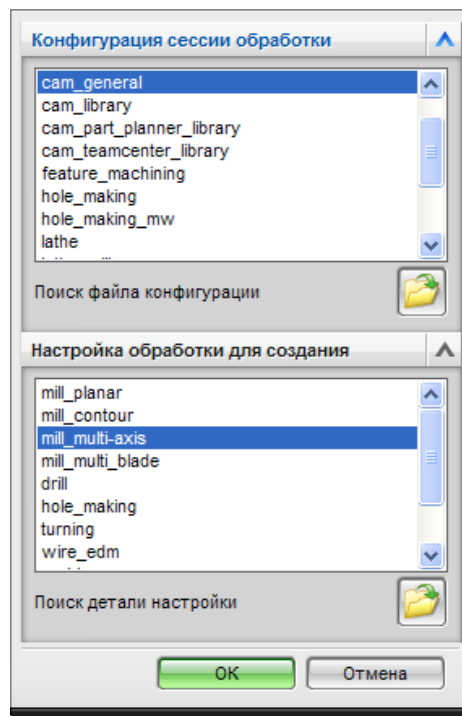 Конфигурация сессии обработки
cam_general
cam_library
cam_part_planner_library
cam_teamcenter_library
feature_machining
hole_making
hole_making_mw
lathe
Поиск файла конфигурации
Настройка обработки для создания
mill_planar
mill_contour
mill_multi-axis
mill_multi_blade
drill
hole_making
turning
wire_edm
Поиск детали настройки
OK
Отмена